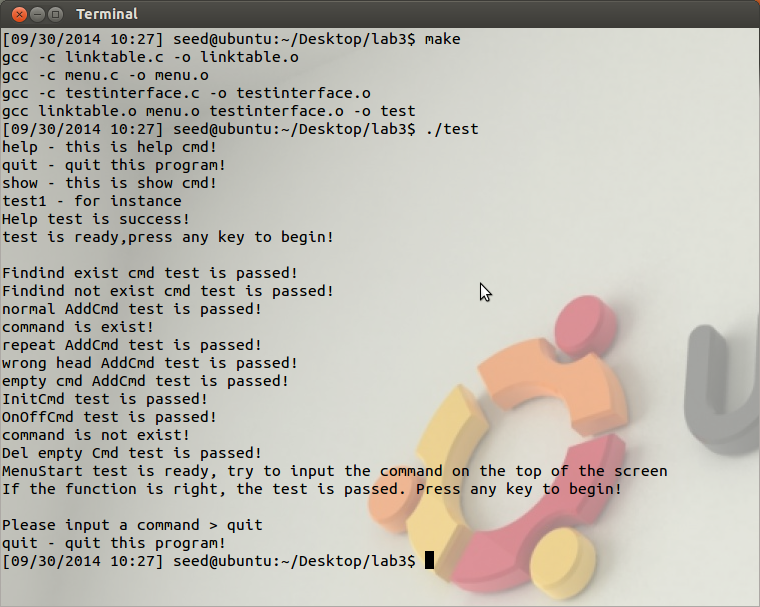 Terminal
[09/30/2014 10:27] seed@ubuntu:~/Desktop/lab3$ make
gcc -c linktable.c -o linktable.o
gcc -c menu.c -o menu.o
gcc -c testinterface.c -o testinterface.o
gcc linktable.o menu.o testinterface.o -o test
[09/30/2014 10:27] seed@ubuntu:~/Desktop/lab3$ ./test
help - this is help cmd!
quit - quit this program!
show - this is show cmd!
test1 - for instance
Help test is success!
test is ready,press any key to begin!
Findind exist cmd test is passed!
Findind not exist cmd test is passed!
normal AddCmd test is passed!
command is exist!
repeat AddCmd test is passed!
wrong head AddCmd test is passed!
empty cmd AddCmd test is passed!
InitCmd test is passed!
OnOffCmd test is passed!
command is not exist!
Del empty Cmd test is passed!
MenuStart test is ready, try to input the command on the top of the screen
If the function is right, the test is passed. Press any key to begin!
Please input a command > quit
quit - quit this program!
[09/30/2014 10:27] seed@ubuntu:~/Desktop/lab3$